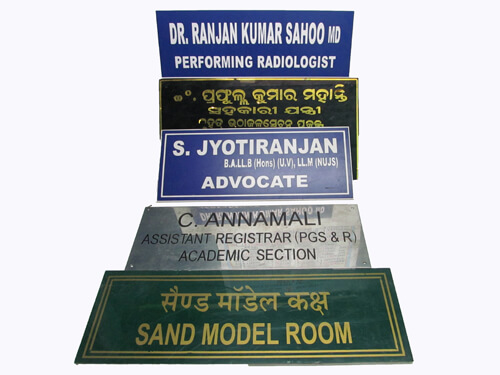 DR. RANJAN KUMAR SAHOO MD
PERFORMING RADIOLOGIST
ପ୍ରଫୁଲ୍ଲ କୁମାର ମହାନ୍ତି
ସହକାରୀ ଯନ୍ତ୍ରୀ
S. JYOTIRANJAN
B.A.LL.B (Hons) (U.V), LL.M (NUJS)
ADVOCATE
C. ANNAMALI
ASSISTANT REGISTRAR (PGS & R)
ACADEMIC SECTION
सैण्ड मॉडेल कक्ष
SAND MODEL ROOM